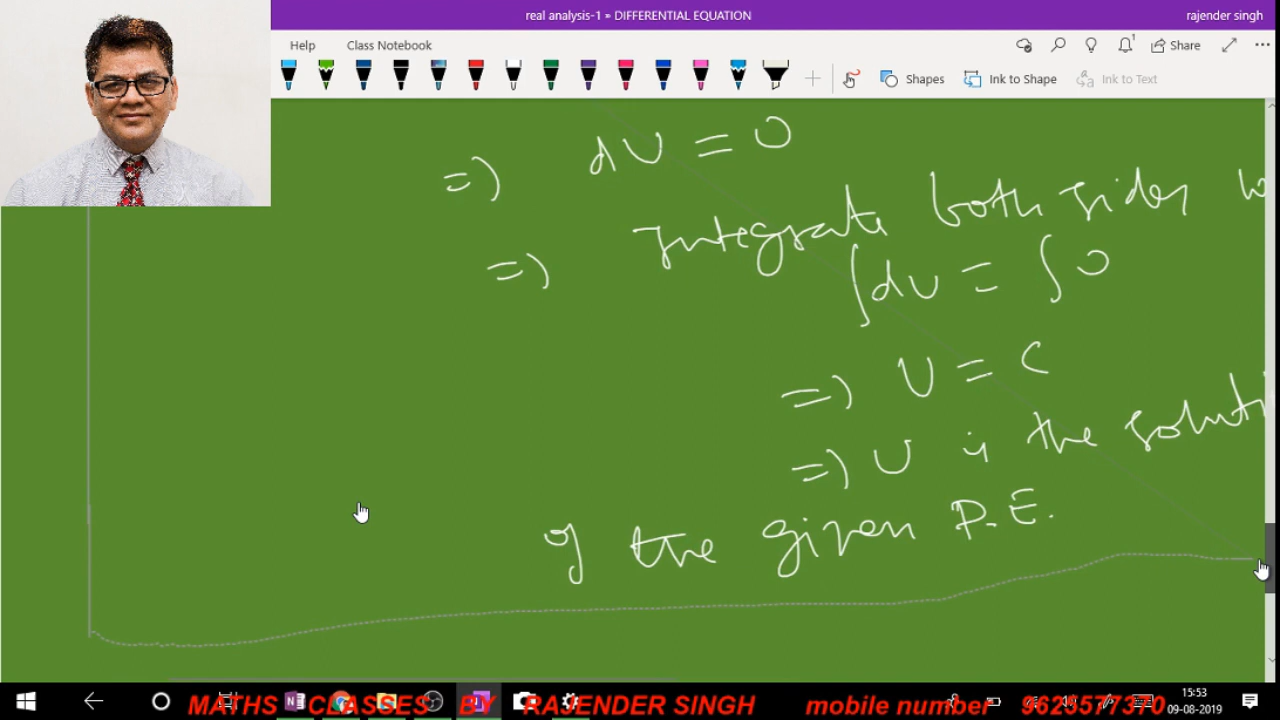 real analysis-1 » DIFFERENTIAL EQUATION
rajender singh
Help
Class Notebook
Share
Shapes
Ink to Shape
Ink to Text
=) dU = 0
=) Integrate both sides
∫dU = ∫0
=) U = C
=) U is the soluti
of the given D.E.
MATHS CLASSES BY RAJENDER SINGH mobile number
15:53
09-08-2019